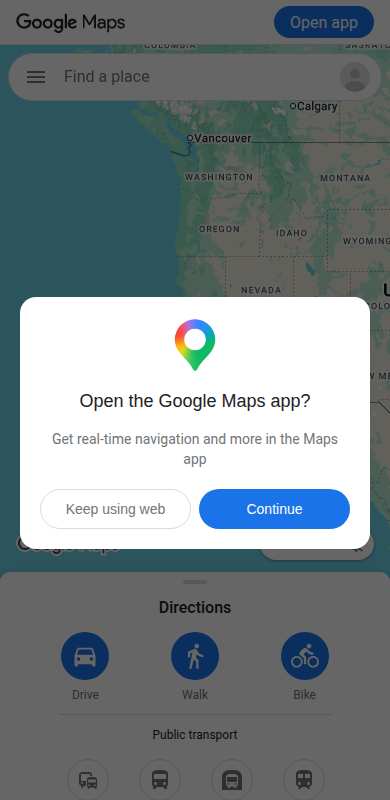 Google Maps
Open app
COLUMBIA
Find a place
Calgary
Vancouver
WASHINGTON
MONTANA
OREGON
IDAHO
WYOMING
NEVADA
Open the Google Maps app?
Get real-time navigation and more in the Maps
app
Keep using web
Continue
Directions
Drive
Walk
Bike
Public transport